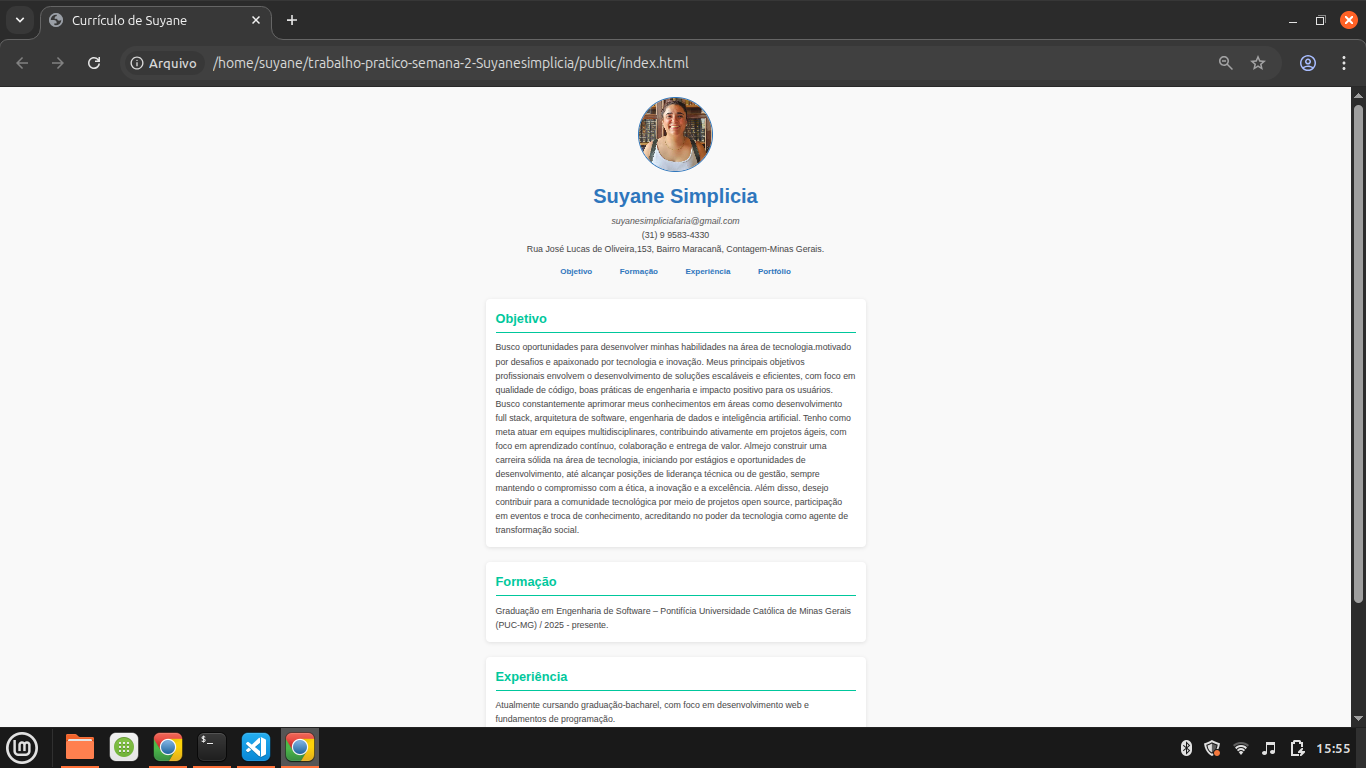 Currículo de Suyane
Arquivo
/home/suyane/trabalho-pratico-semana-2-Suyanesimplicia/public/index.html
Suyane Simplicia
suyanesimpliciafaria@gmail.com
(31) 9 9583-4330
Rua José Lucas de Oliveira,153, Bairro Maracanã, Contagem-Minas Gerais.
Objetivo Formação Experiência Portfólio
Objetivo
Busco oportunidades para desenvolver minhas habilidades na área de tecnologia.motivado
por desafios e apaixonado por tecnologia e inovação. Meus principais objetivos
profissionais envolvem o desenvolvimento de soluções escaláveis e eficientes, com foco em
qualidade de código, boas práticas de engenharia e impacto positivo para os usuários.
Busco constantemente aprimorar meus conhecimentos em áreas como desenvolvimento
full stack, arquitetura de software, engenharia de dados e inteligência artificial. Tenho como
meta atuar em equipes multidisciplinares, contribuindo ativamente em projetos ágeis, com
foco em aprendizado contínuo, colaboração e entrega de valor. Almejo construir uma
carreira sólida na área de tecnologia, iniciando por estágios e oportunidades de
desenvolvimento, até alcançar posições de liderança técnica ou de gestão, sempre
mantendo o compromisso com a ética, a inovação e a excelência. Além disso, desejo
contribuir para a comunidade tecnológica por meio de projetos open source, participação
em eventos e troca de conhecimento, acreditando no poder da tecnologia como agente de
transformação social.
Formação
Graduação em Engenharia de Software – Pontifícia Universidade Católica de Minas Gerais
(PUC-MG) / 2025 - presente.
Experiência
Atualmente cursando graduação-bacharel, com foco em desenvolvimento web e
fundamentos de programação.
$_
15:55